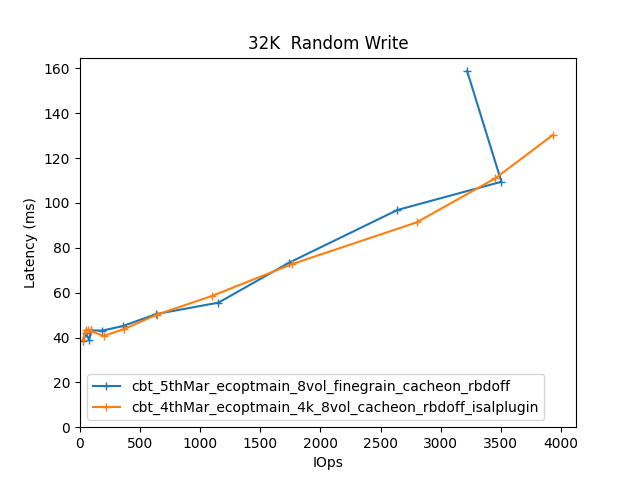 32K  Random Write
160
140
120
100
80
60
40
20
0
Latency (ms)
cbt_5thMar_ecoptmain_8vol_finegrain_cacheon_rbdoff
cbt_4thMar_ecoptmain_4k_8vol_cacheon_rbdoff_isalplugin
0 500 1000 1500 2000 2500 3000 3500 4000
IOps